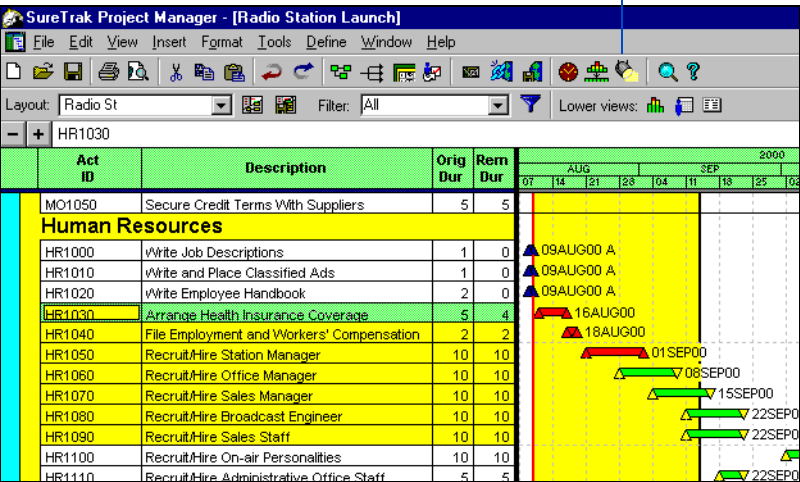 SureTrak Project Manager - [Radio Station Launch]
File Edit View Insert Format Tools Define Window Help
Layout: Radio St Filter: All Lower views:
HR1030
Act ID Description Orig Dur Rem Dur
2000
AUG SEP
07 14 21 28 04 11 18 25 02
MO1050 Secure Credit Terms With Suppliers 5 5
Human Resources
HR1000 Write Job Descriptions 1 0 09AUG00 A
HR1010 Write and Place Classified Ads 1 0 09AUG00 A
HR1020 Write Employee Handbook 2 0 09AUG00 A
HR1030 Arrange Health Insurance Coverage 5 4 16AUG00
HR1040 File Employment and Workers' Compensation 2 2 18AUG00
HR1050 Recruit/Hire Station Manager 10 10 01SEP00
HR1060 Recruit/Hire Office Manager 10 10 08SEP00
HR1070 Recruit/Hire Sales Manager 10 10 15SEP00
HR1080 Recruit/Hire Broadcast Engineer 10 10 22SEP0
HR1090 Recruit/Hire Sales Staff 10 10 22SEP0
HR1100 Recruit/Hire On-air Personalities 10 10
HR1110 Recruit/Hire Administrative Office Staff 5 5 22SEP0